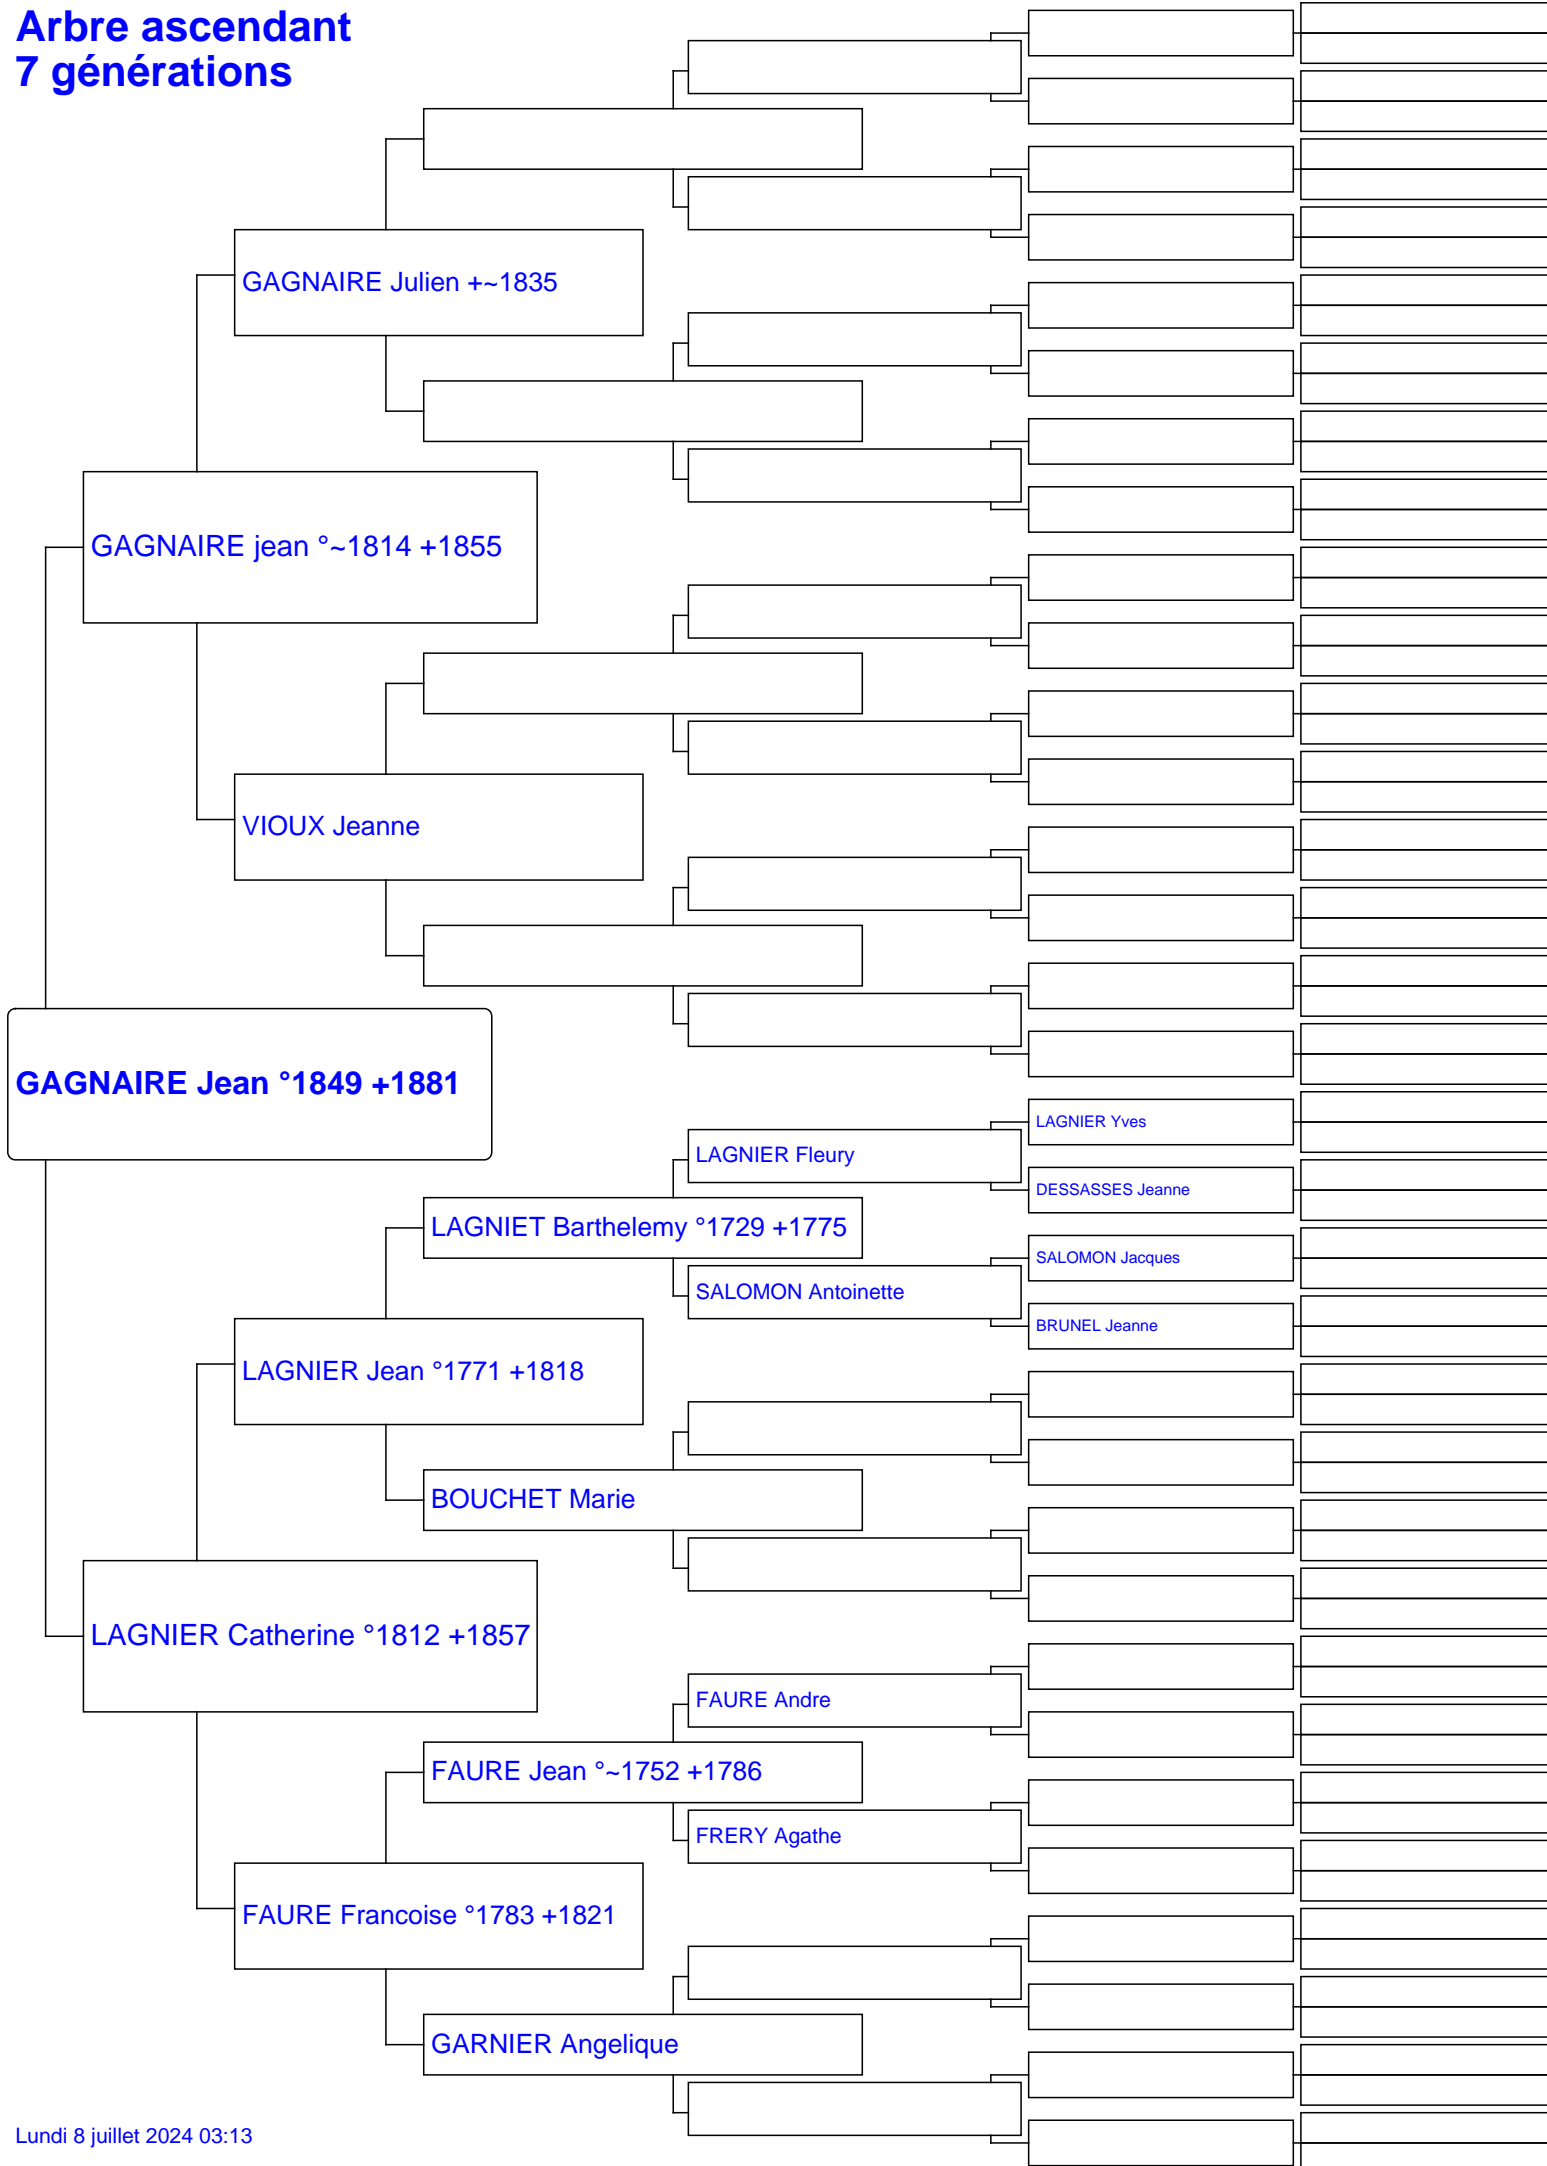 Arbre ascendant
7 générations
GAGNAIRE Julien +~1835
GAGNAIRE jean °~1814 +1855
VIOUX Jeanne
GAGNAIRE Jean °1849 +1881
LAGNIER Yves
LAGNIER Fleury
DESSASSES Jeanne
LAGNIET Barthelemy °1729 +1775
SALOMON Jacques
SALOMON Antoinette
BRUNEL Jeanne
LAGNIER Jean °1771 +1818
BOUCHET Marie
LAGNIER Catherine °1812 +1857
FAURE Andre
FAURE Jean °~1752 +1786
FRERY Agathe
FAURE Francoise °1783 +1821
GARNIER Angelique
Lundi 8 juillet 2024 03:13